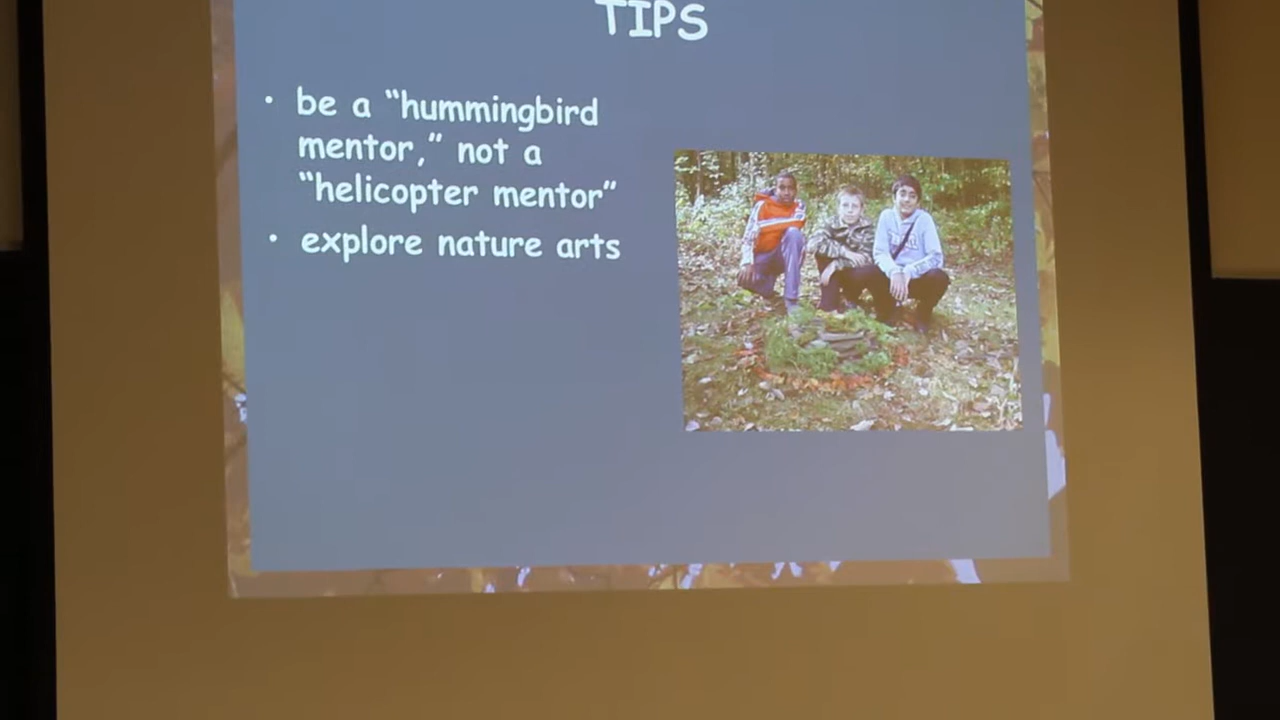 TIPS
• be a “hummingbird
mentor,” not a
“helicopter mentor”
• explore nature arts